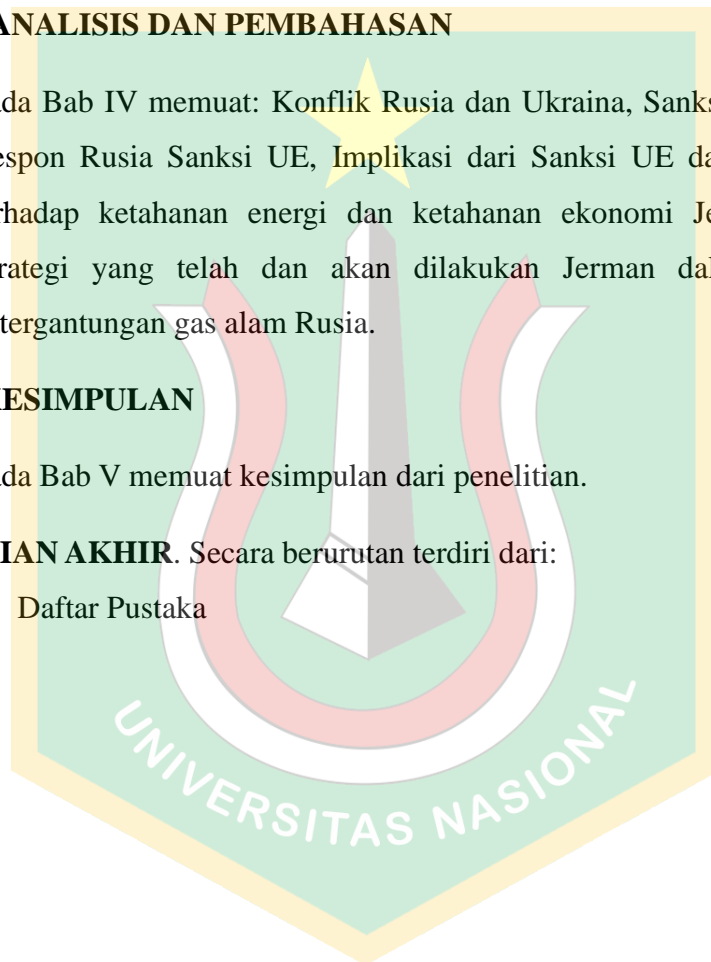 ANALISIS DAN PEMBAHASAN
ada Bab IV memuat: Konflik Rusia dan Ukraina, Sanks
espon Rusia Sanksi UE, Implikasi dari Sanksi UE da
rhadap ketahanan energi dan ketahanan ekonomi Je
rategi yang telah dan akan dilakukan Jerman dal
tergantungan gas alam Rusia.
KESIMPULAN
ada Bab V memuat kesimpulan dari penelitian.
IAN AKHIR. Secara berurutan terdiri dari:
Daftar Pustaka
UNIVERSITAS NASIONAL